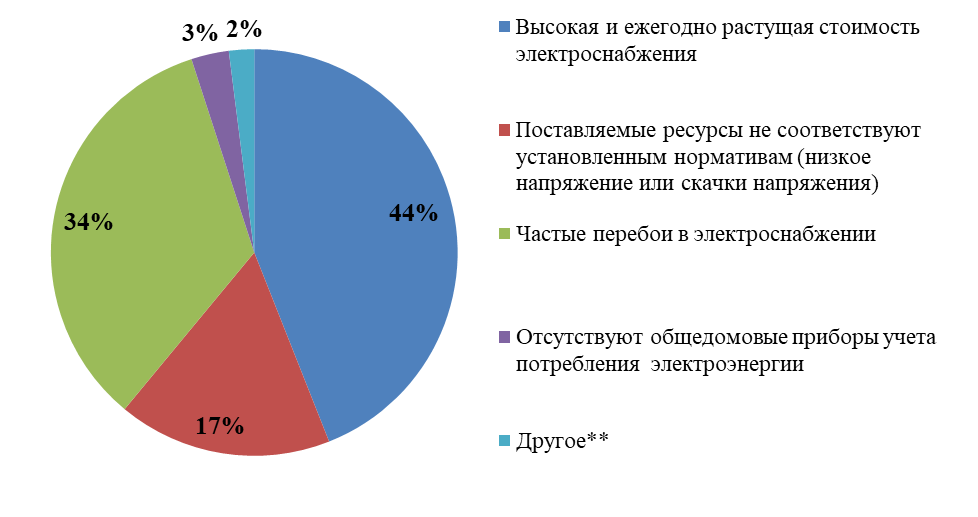 3% 2%
44%
34%
17%
Высокая и ежегодно растущая стоимость
электроснабжения
Поставляемые ресурсы не соответствуют
установленным нормативам (низкое
напряжение или скачки напряжения)
Частые перебои в электроснабжении
Отсутствуют общедомовые приборы учета
потребления электроэнергии
Другое**